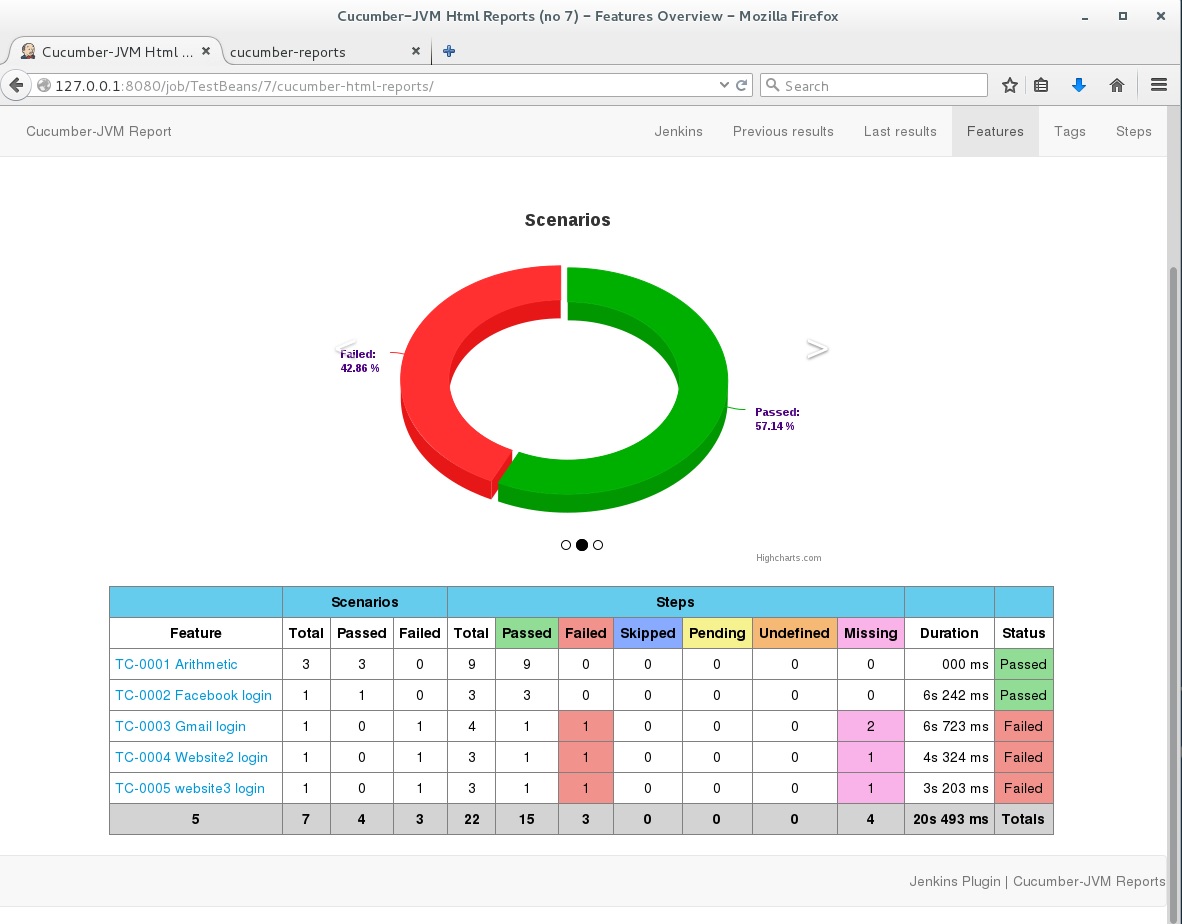 Cucumber-JVM Html Reports (no 7) - Features Overview - Mozilla Firefox
Cucumber-JVM Html ... cucumber-reports
127.0.0.1:8080/job/TestBeans/7/cucumber-html-reports/ Search
Cucumber-JVM Report Jenkins Previous results Last results Features Tags Steps
Scenarios
Failed:
42.86 %
Passed:
57.14 %
Highcharts.com
Scenarios Steps
Feature Total Passed Failed Total Passed Failed Skipped Pending Undefined Missing Duration Status
TC-0001 Arithmetic 3 3 0 9 9 0 0 0 0 0 000 ms Passed
TC-0002 Facebook login 1 1 0 3 3 0 0 0 0 0 6s 242 ms Passed
TC-0003 Gmail login 1 0 1 4 1 1 0 0 0 2 6s 723 ms Failed
TC-0004 Website2 login 1 0 1 3 1 1 0 0 0 1 4s 324 ms Failed
TC-0005 website3 login 1 0 1 3 1 1 0 0 0 1 3s 203 ms Failed
5 7 4 3 22 15 3 0 0 0 4 20s 493 ms Totals
Jenkins Plugin | Cucumber-JVM Reports